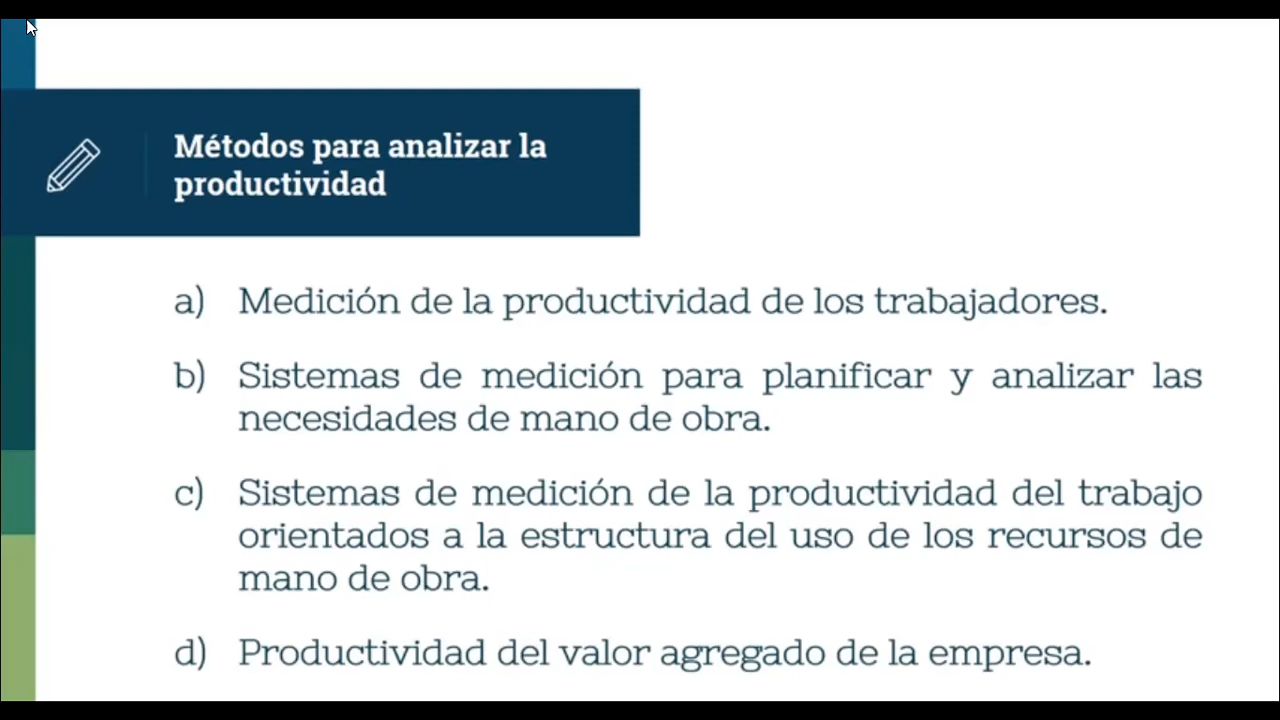 Métodos para analizar la
productividad
a) Medición de la productividad de los trabajadores.
b) Sistemas de medición para planificar y analizar las
necesidades de mano de obra.
c) Sistemas de medición de la productividad del trabajo
orientados a la estructura del uso de los recursos de
mano de obra.
d) Productividad del valor agregado de la empresa.